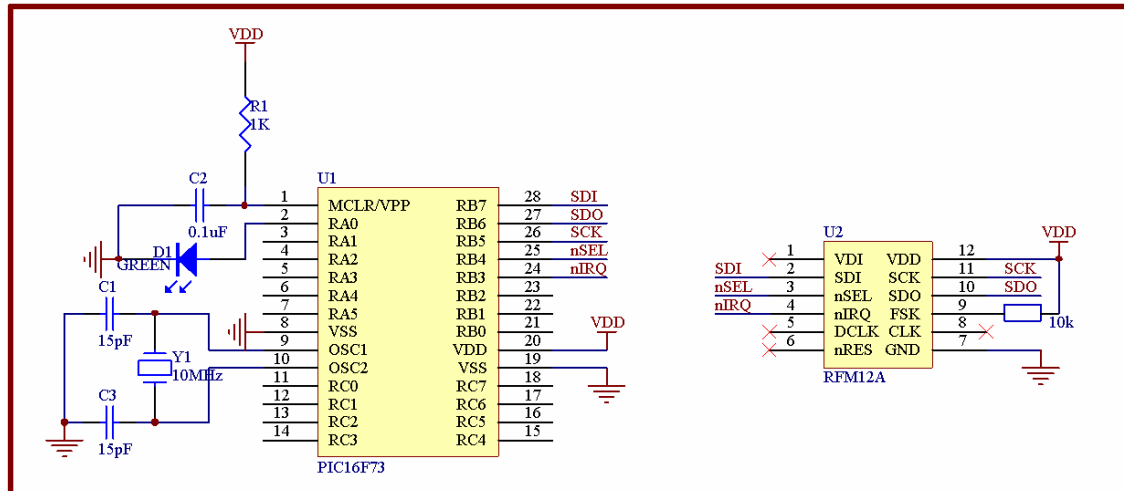 VDD
R1
1K
C2
0.1uF
D1
GREEN
C1
15pF
Y1
10MHz
C3
15pF
U1
1 MCLR/VPP RB7 28 SDI
2 RA0 RB6 27 SDO
3 RA1 RB5 26 SCK
4 RA2 RB4 25 nSEL
5 RA3 RB3 24 nIRQ
6 RA4 RB2 23
7 RA5 RB1 22
8 VSS RB0 21
9 OSC1 VDD 20 VDD
10 OSC2 VSS 19
11 RC0 RC7 18
12 RC1 RC6 17
13 RC2 RC5 16
14 RC3 RC4 15
PIC16F73
U2
VDD
1 VDI VDD 12
SDI 2 SDI SCK 11 SCK
nSEL 3 nSEL SDO 10 SDO
nIRQ 4 nIRQ FSK 9 10k
5 DCLK CLK 8
6 nRES GND 7
RFM12A